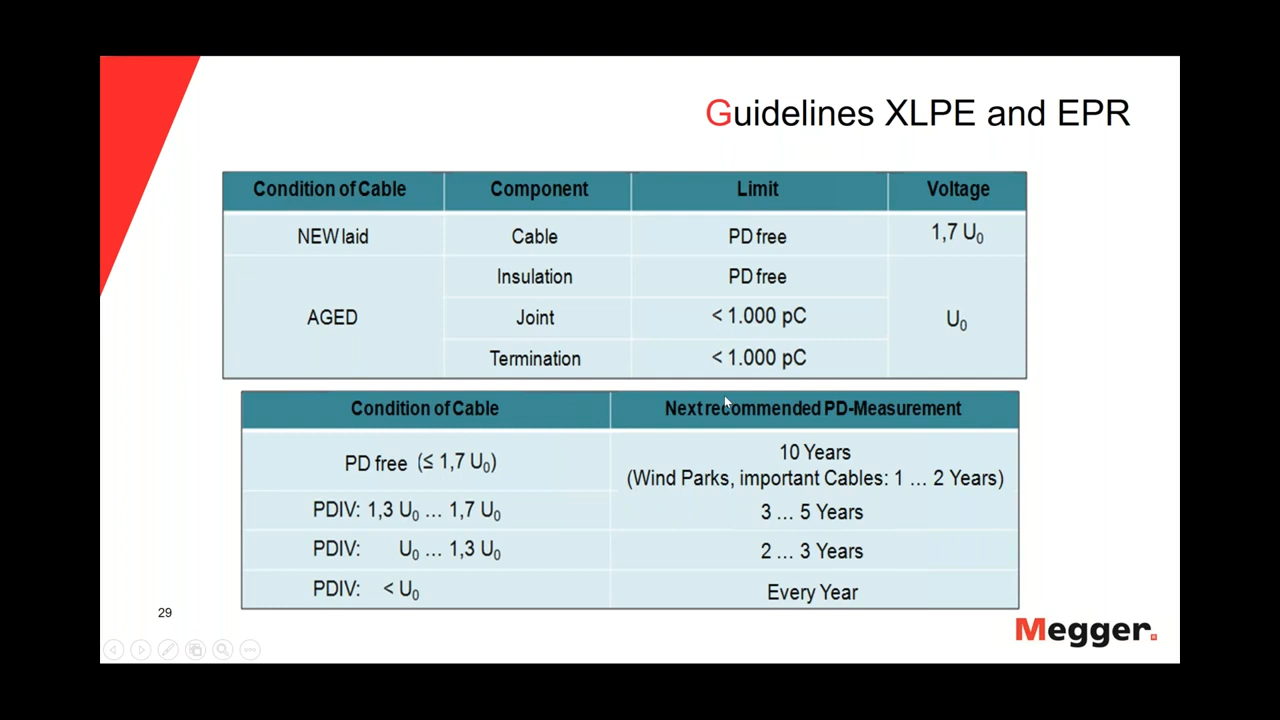 Guidelines XLPE and EPR
Condition of Cable Component Limit Voltage
NEW laid Cable PD free 1,7 U₀
AGED Insulation PD free U₀
Joint < 1.000 pC
Termination < 1.000 pC
Condition of Cable Next recommended PD-Measurement
PD free (≤ 1,7 U₀) 10 Years
(Wind Parks, important Cables: 1 … 2 Years)
PDIV: 1,3 U₀ … 1,7 U₀ 3 … 5 Years
PDIV: U₀ … 1,3 U₀ 2 … 3 Years
PDIV: < U₀ Every Year
29
Megger.